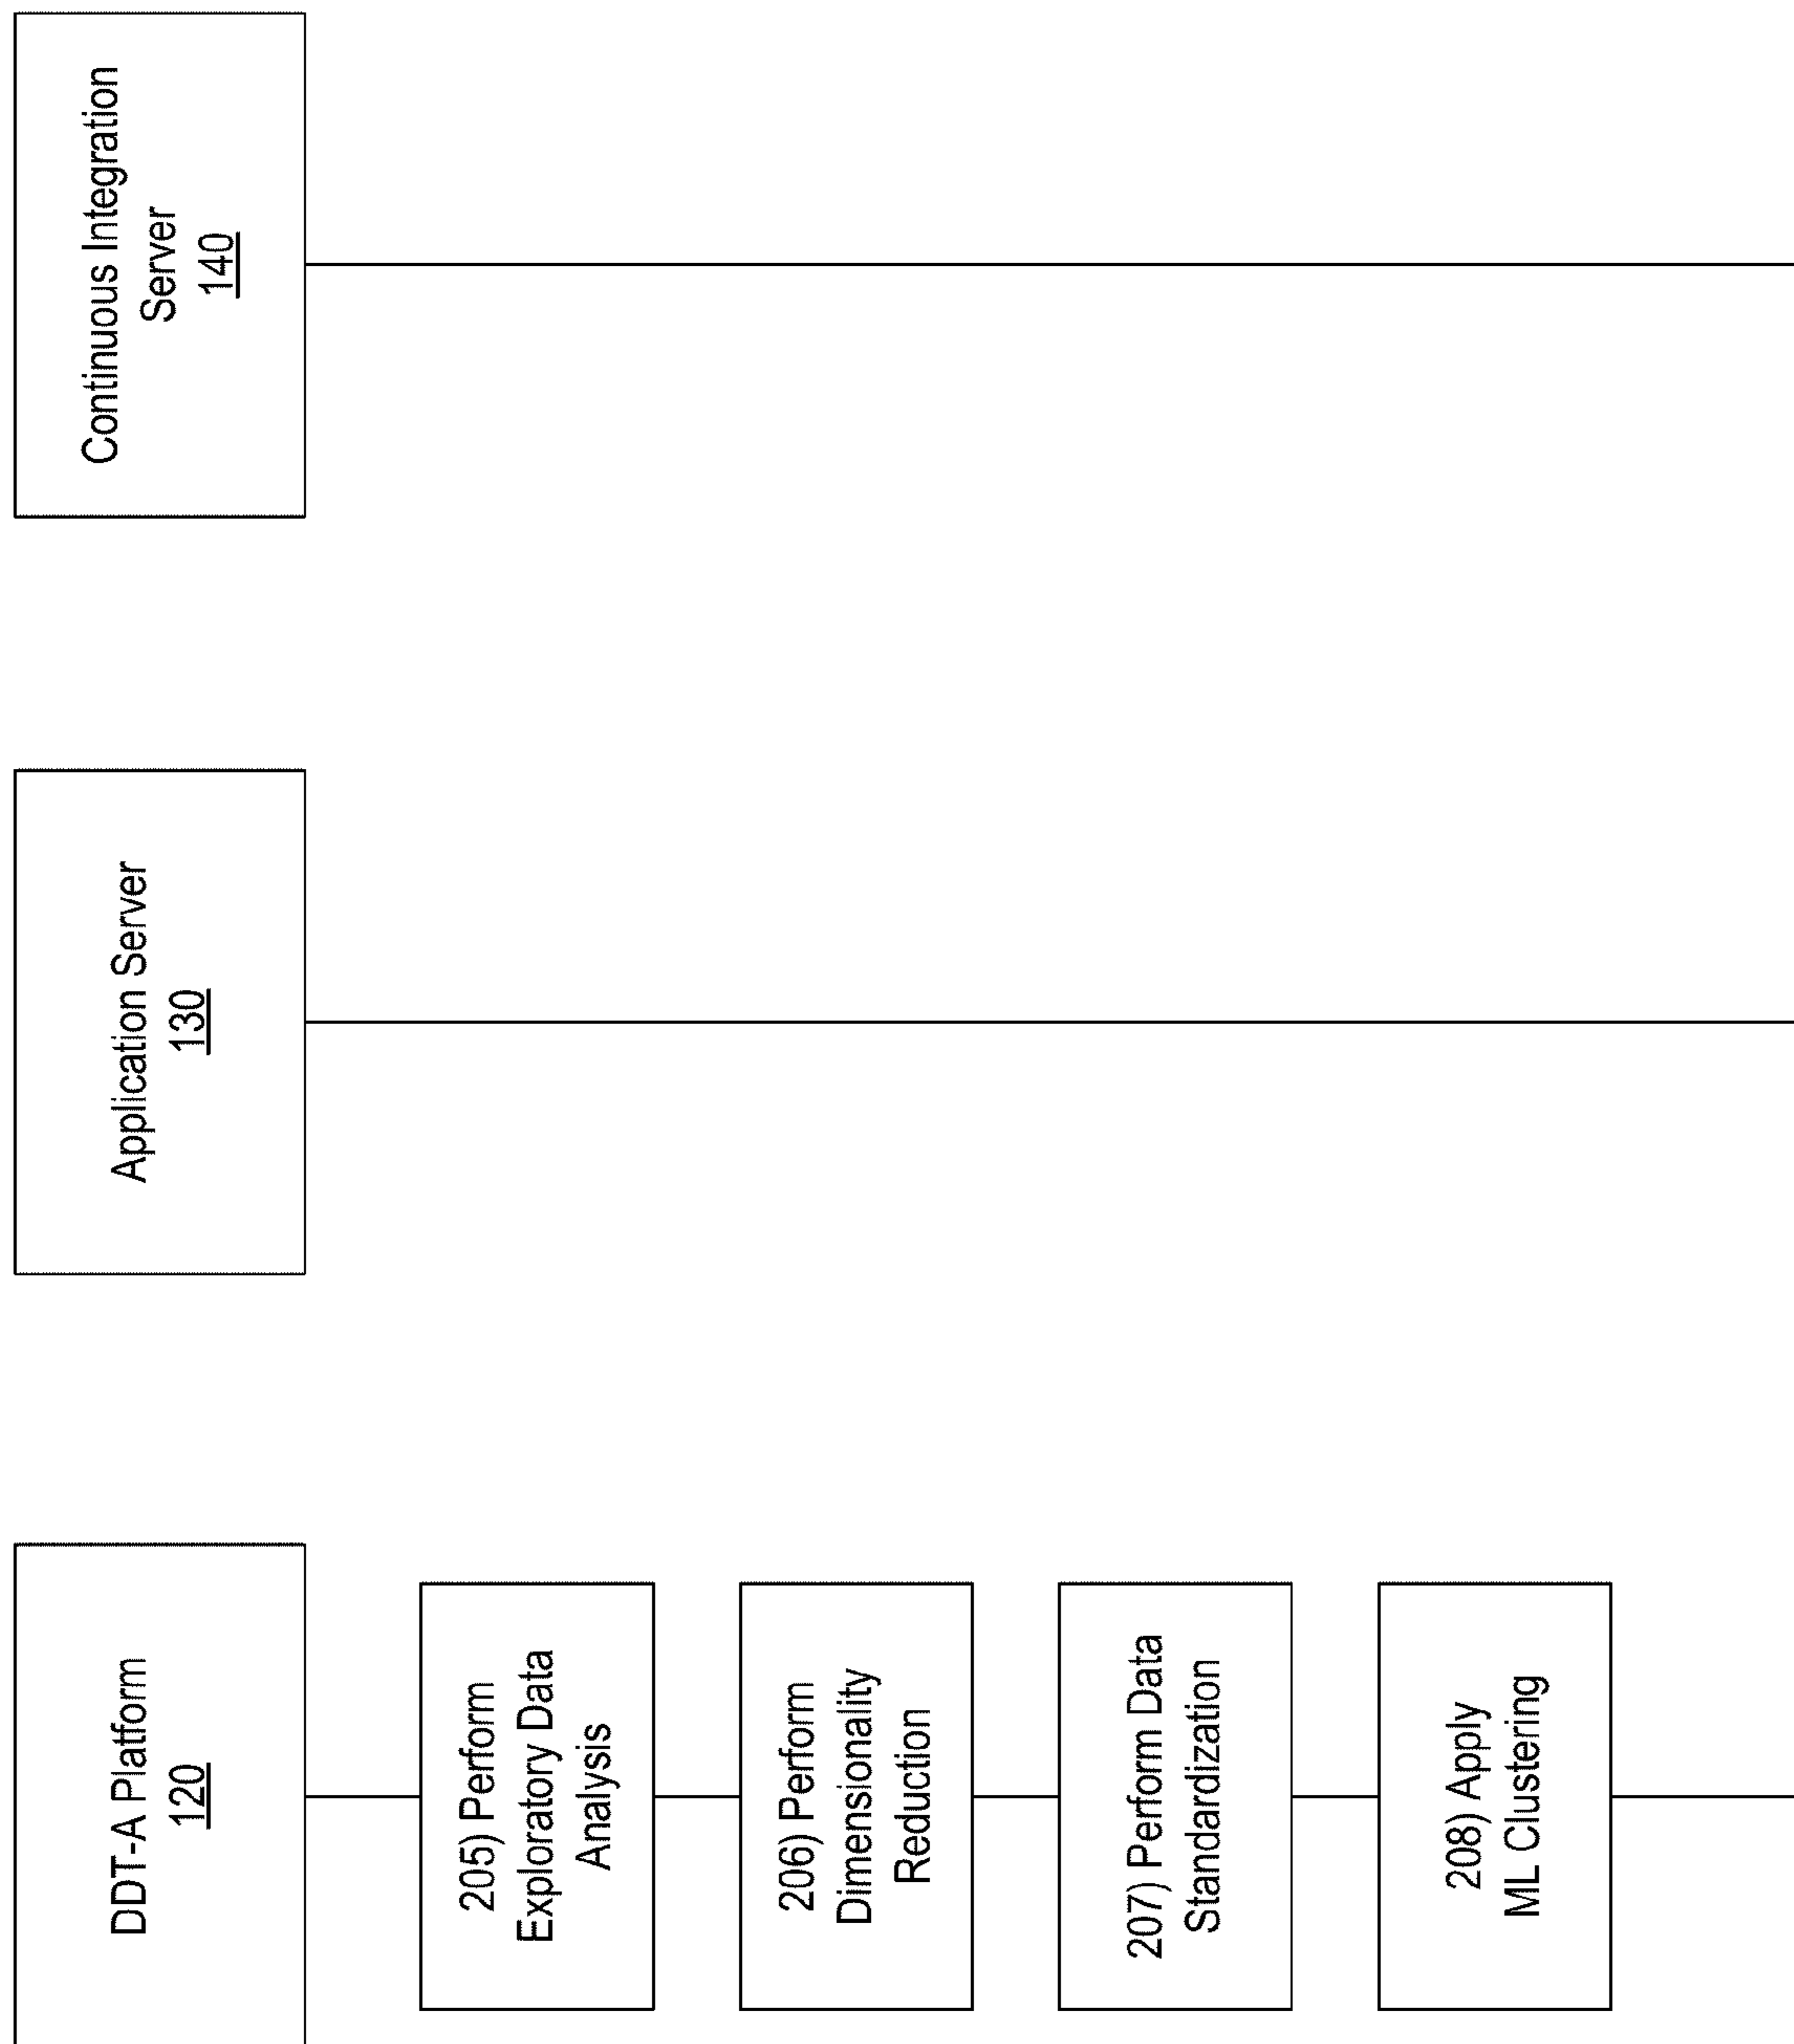 DDT-A Platform
120
Application Server
130
Continuous Integration
Server
140
205) Perform
Exploratory Data
Analysis
206) Perform
Dimensionality
Reduction
207) Perform Data
Standardization
208) Apply
ML Clustering